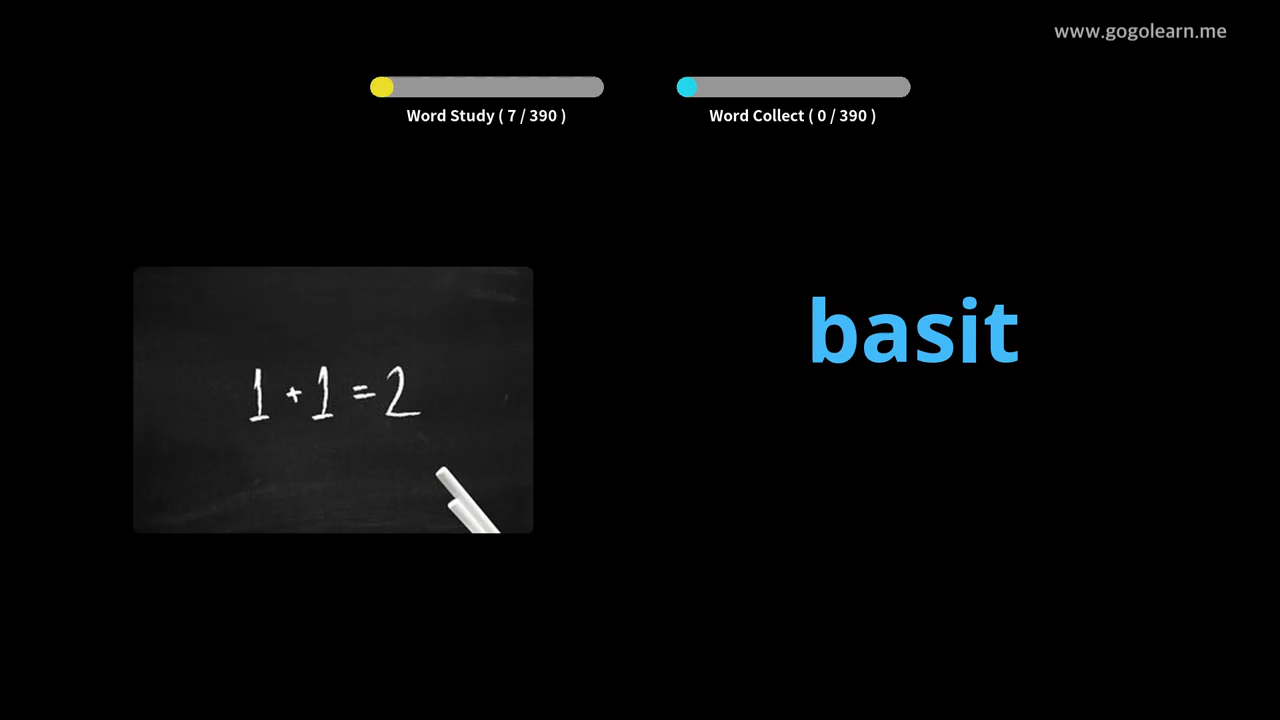 www.gogolearn.me
Word Study ( 7 / 390 )
Word Collect ( 0 / 390 )
basit
1 + 1 = 2